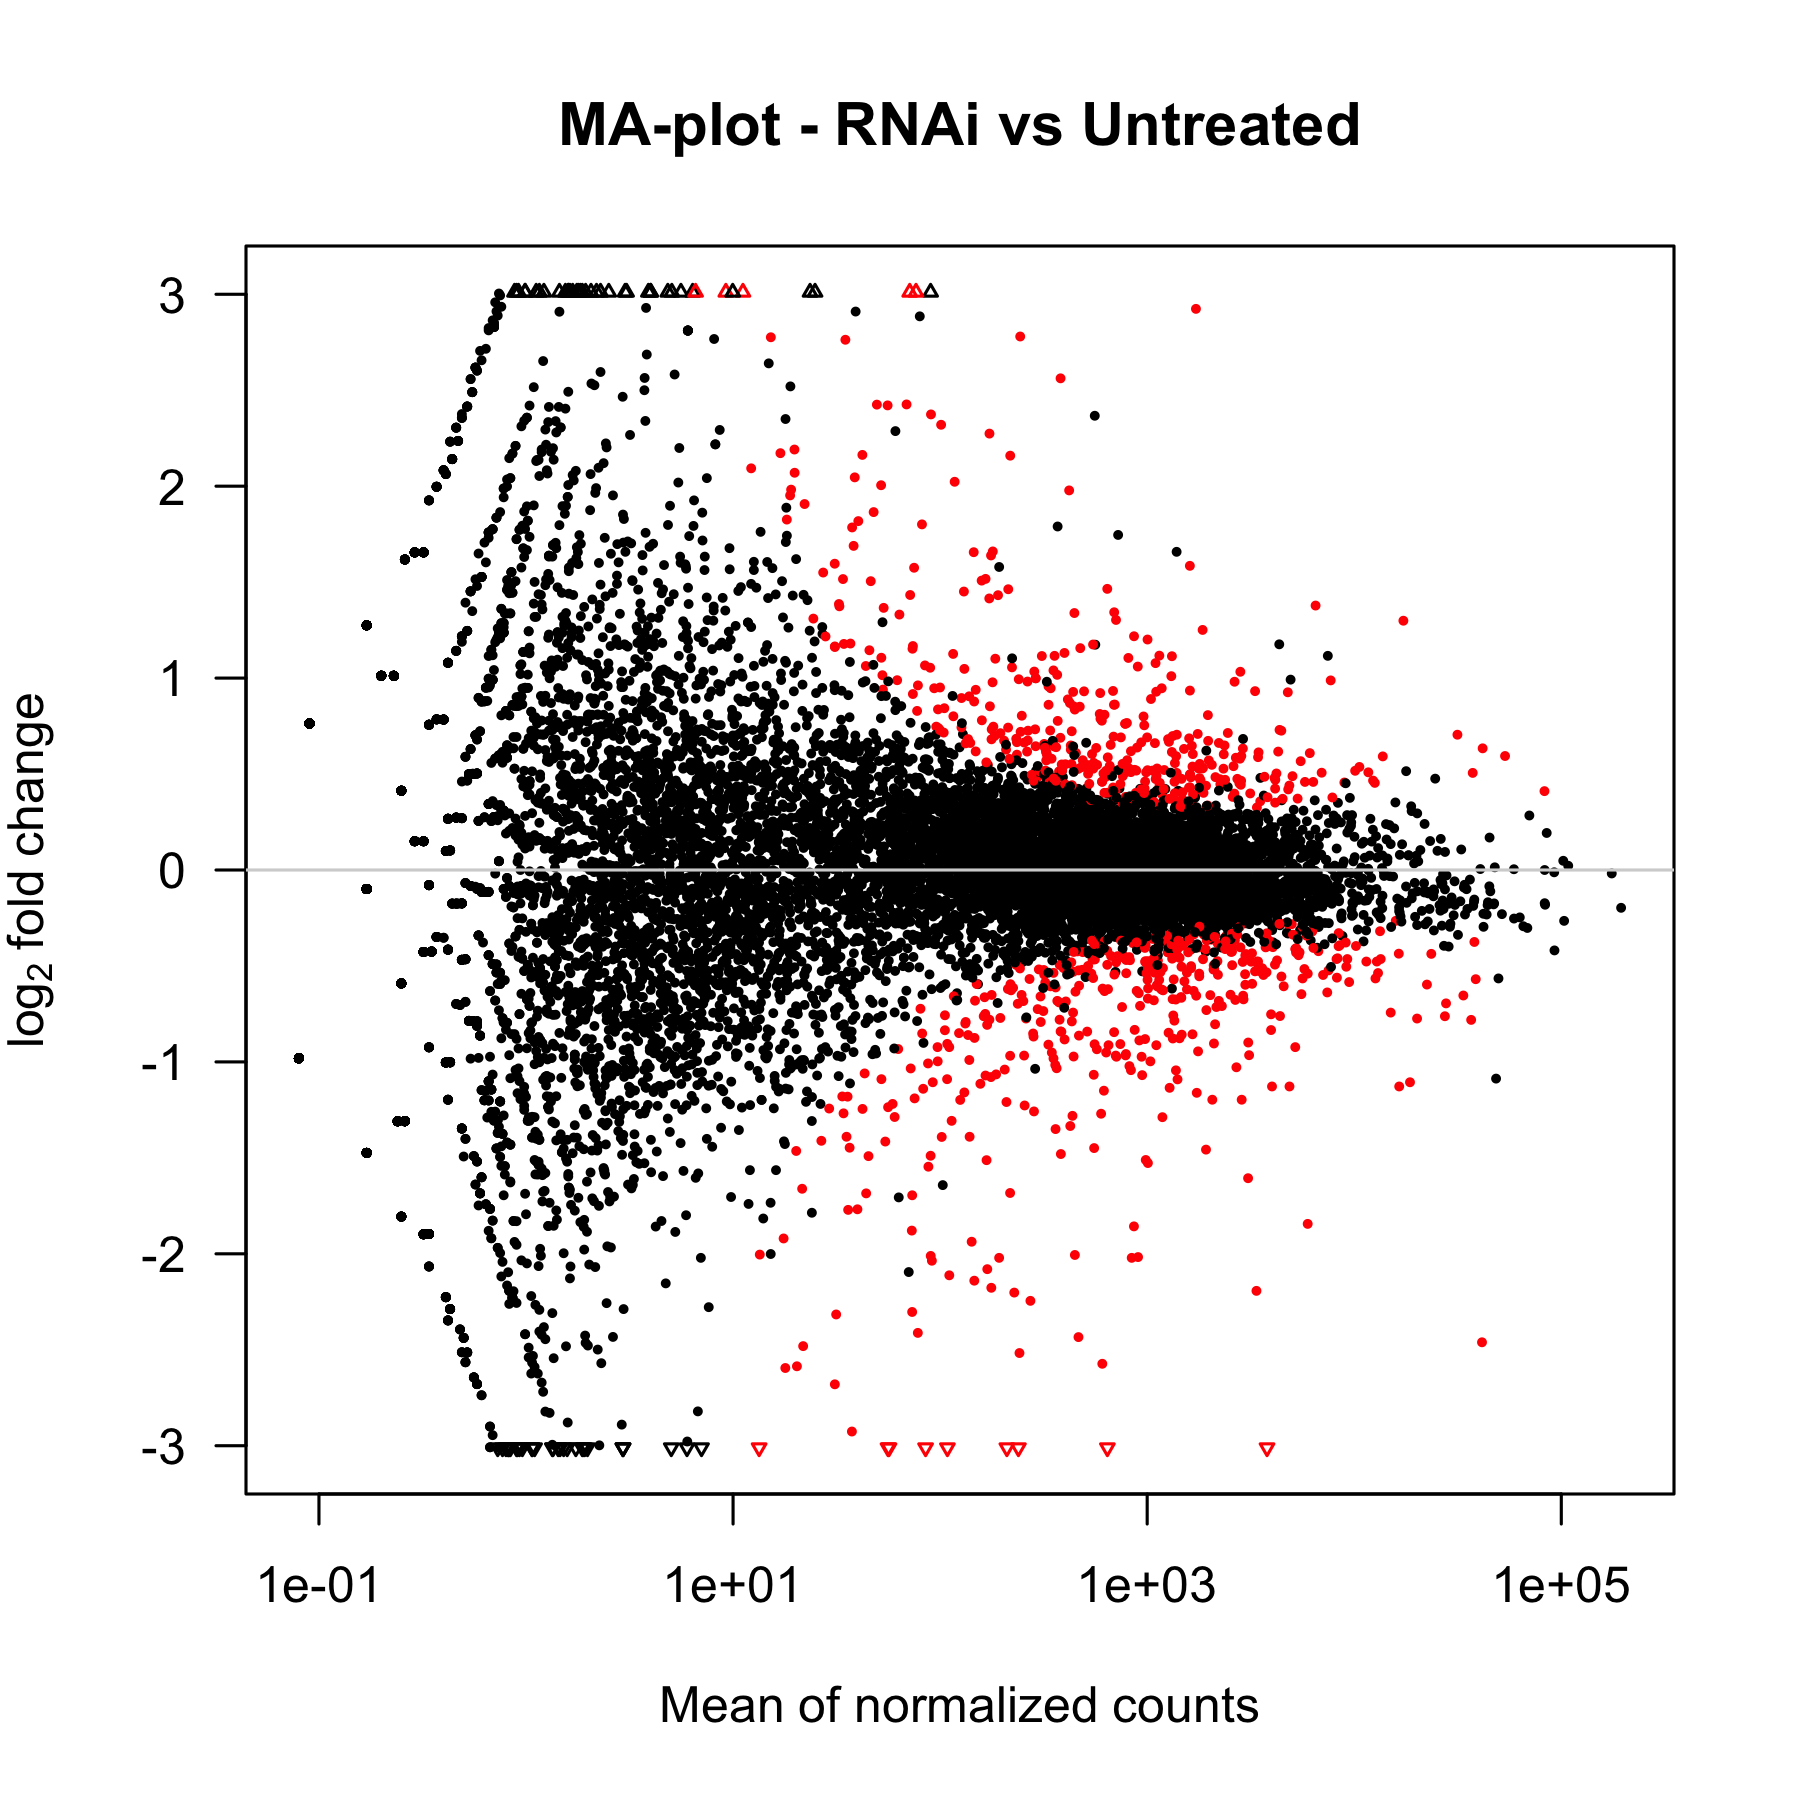 MA-plot - RNAi vs Untreated
3
2
1
0
-1
-2
-3
log₂ fold change
1e-01 1e+01 1e+03 1e+05
Mean of normalized counts